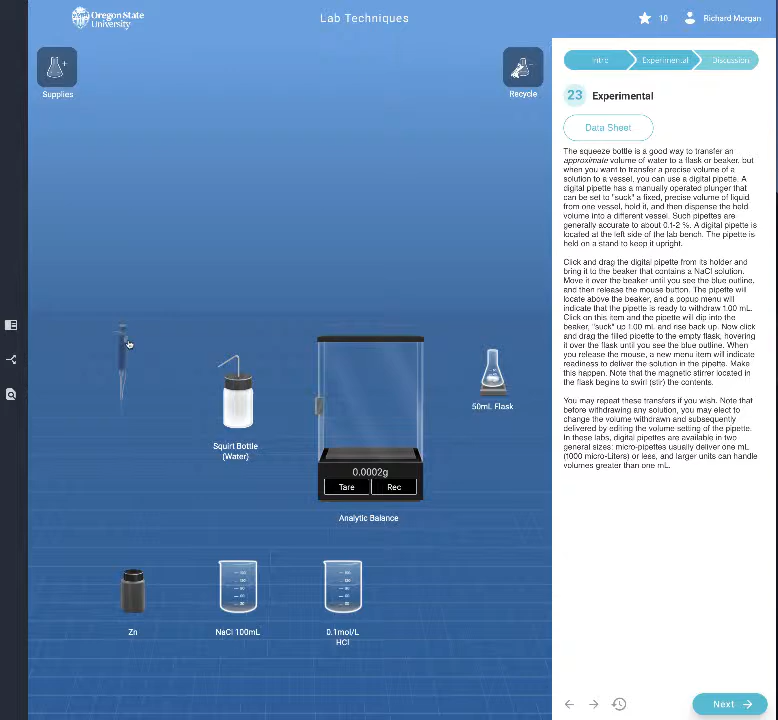 Oregon State
University
Lab Techniques
10
Richard Morgan
Supplies
Recycle
Intro
Experimental
Discussion
23 Experimental
Data Sheet
The squeeze bottle is a good way to transfer an
approximate volume of water to a flask or beaker, but
when you want to transfer a precise volume of a
solution to a vessel, you can use a digital pipette. A
digital pipette has a manually operated plunger that
can be set to "suck" a fixed, precise volume of liquid
from one vessel, hold it, and then dispense the held
volume into a different vessel. Such pipettes are
generally accurate to about 0.1-2 %. A digital pipette is
located at the left side of the lab bench. The pipette is
held on a stand to keep it upright.
Click and drag the digital pipette from its holder and
bring it to the beaker that contains a NaCl solution.
Move it over the beaker until you see the blue outline,
and then release the mouse button. The pipette will
locate above the beaker, and a popup menu will
indicate that the pipette is ready to withdraw 1.00 mL.
Click on this item and the pipette will dip into the
beaker, "suck" up 1.00 mL and rise back up. Now click
and drag the filled pipette to the empty flask, hovering
it over the flask until you see the blue outline. When
you release the mouse, a new menu item will indicate
readiness to deliver the solution in the pipette. Make
this happen. Note that the magnetic stirrer located in
the flask begins to swirl (stir) the contents.
You may repeat these transfers if you wish. Note that
before withdrawing any solution, you may elect to
change the volume withdrawn and subsequently
delivered by editing the volume setting of the pipette.
In these labs, digital pipettes are available in two
general sizes: micro-pipettes usually deliver one mL
(1000 micro-Liters) or less, and larger units can handle
volumes greater than one mL.
Squirt Bottle
(Water)
50mL Flask
0.0002g
Tare
Rec
Analytic Balance
Zn
NaCl 100mL
0.1mol/L
HCl
Next